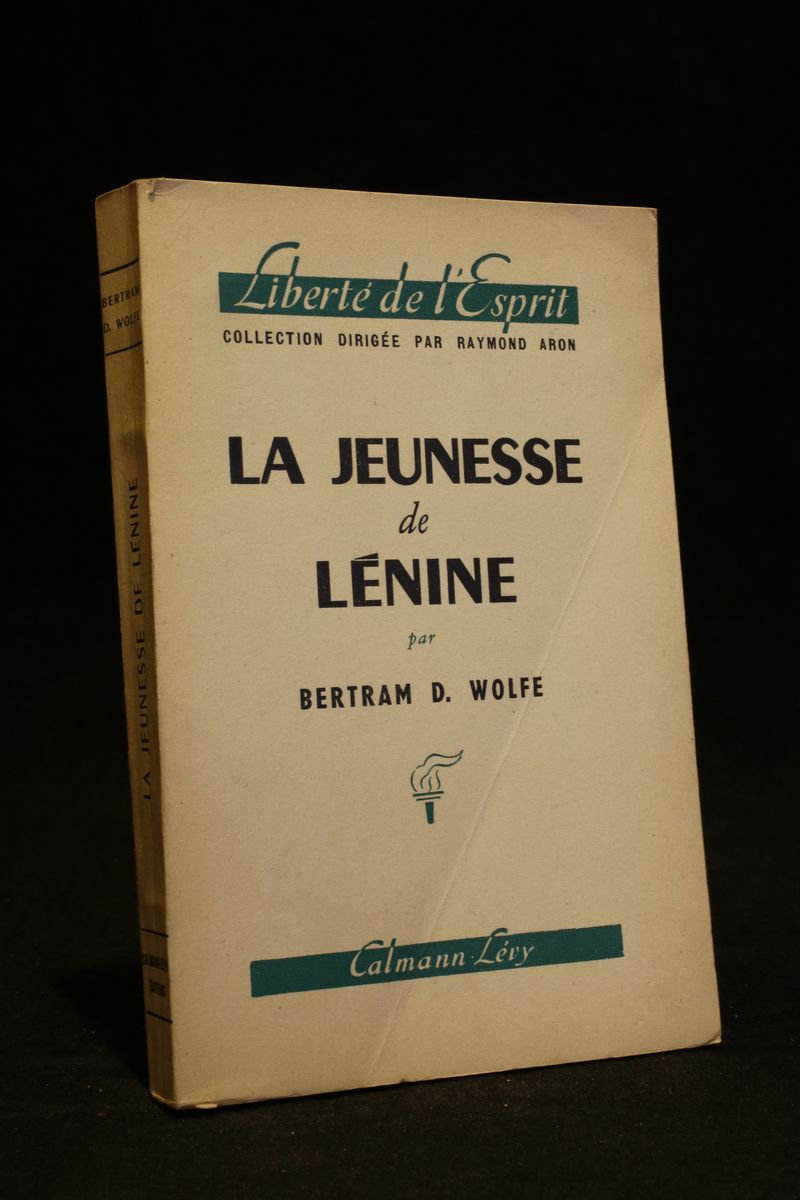 Liberté de l'Esprit
COLLECTION DIRIGÉE PAR RAYMOND ARON
LA JEUNESSE
de
LÉNINE
par
BERTRAM D. WOLFE
Calmann-Lévy
BERTRAM
D. WOLFE
LA JEUNESSE DE LÉNINE